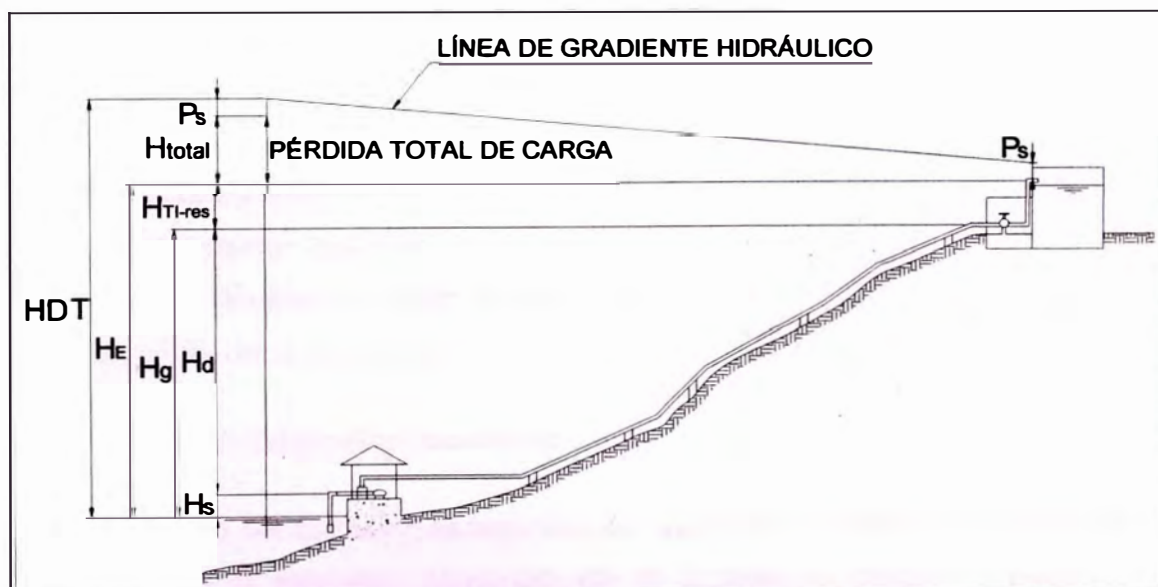 LÍNEA DE GRADIENTE HIDRÁULICO
Ps
Htotal
PÉRDIDA TOTAL DE CARGA
Ps
HTI-res
HDT
HE
Hg
Hd
Hs